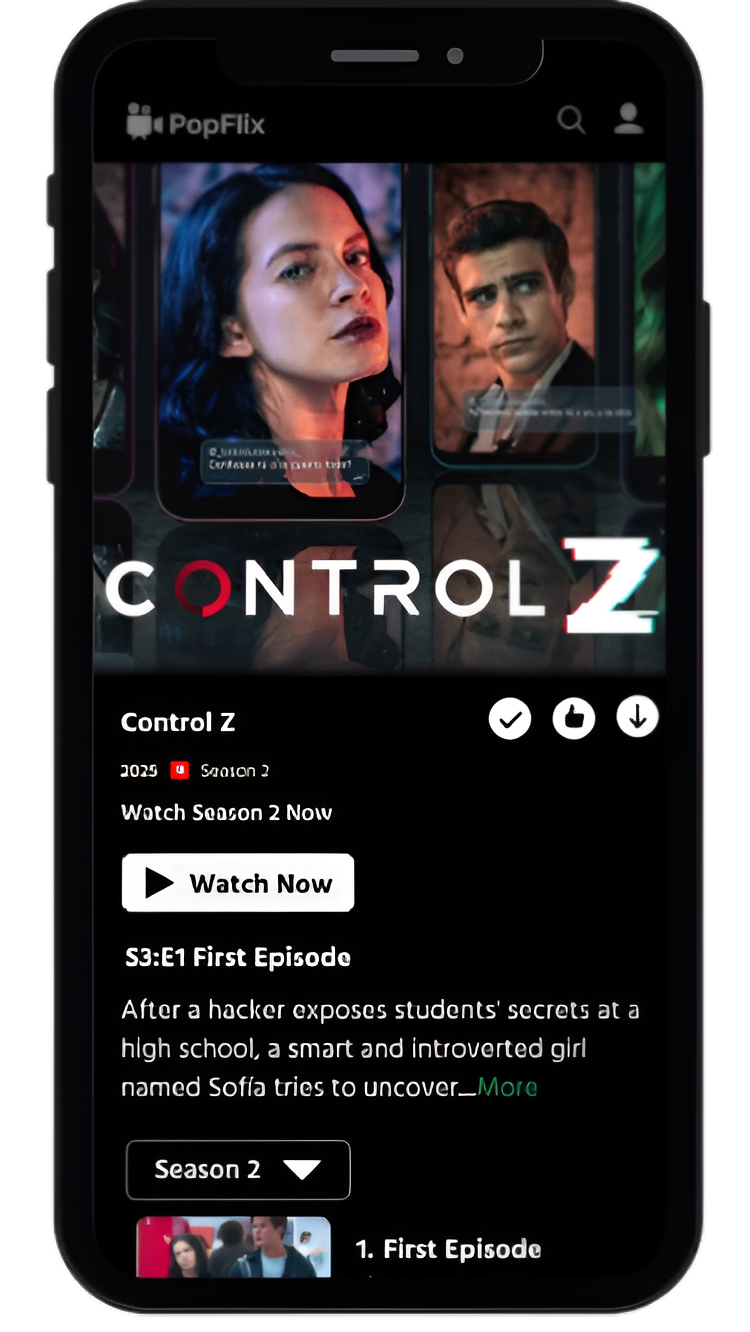 PopFlix
CONTROL Z
Control Z
2025 Season 2
Watch Season 2 Now
Watch Now
S3:E1 First Episode
After a hacker exposes students' secrets at a
high school, a smart and introverted girl
named Sofía tries to uncover...More
Season 2
1. First Episode